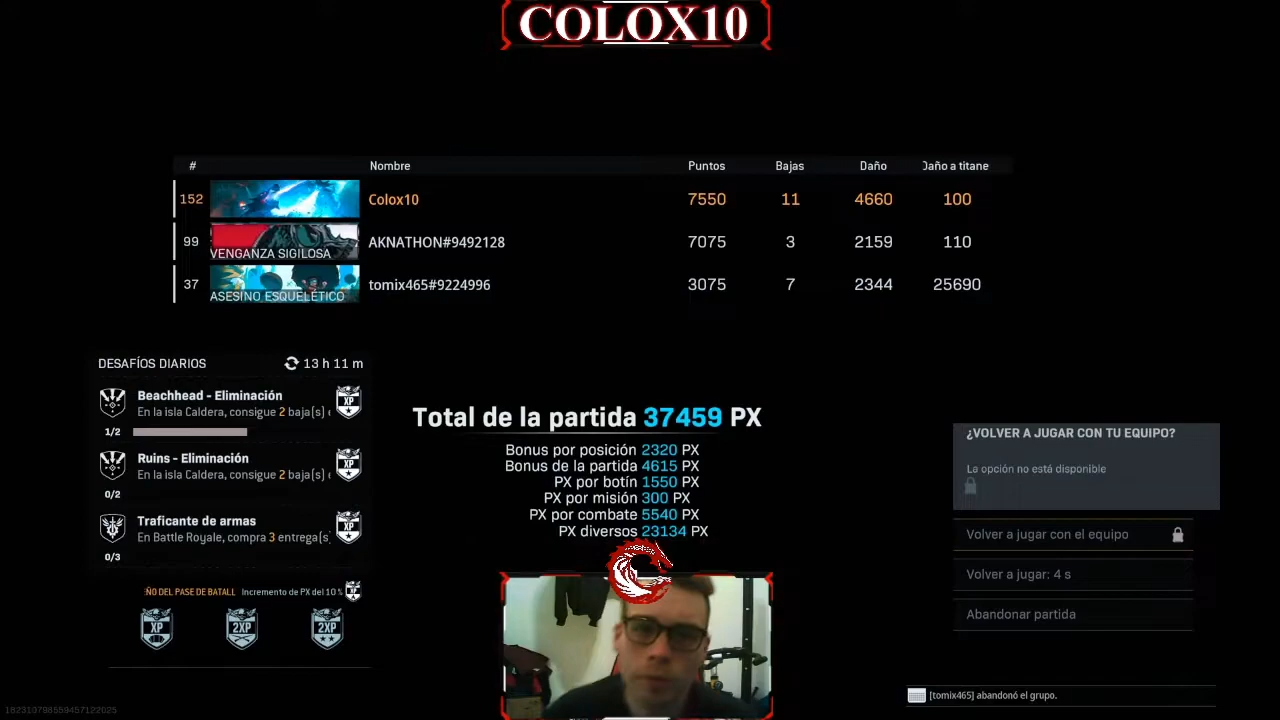 COLOX10
# Nombre Puntos Bajas Daño Daño a titane
152 Colox10 7550 11 4660 100
99 VENGANZA SIGILOSA AKNATHON#9492128 7075 3 2159 110
37 ASESINO ESQUELÉTICO tomix465#9224996 3075 7 2344 25690
DESAFÍOS DIARIOS 13 h 11 m
Beachhead - Eliminación
En la isla Caldera, consigue 2 baja(s) e
XP
1/2
Ruins - Eliminación
En la isla Caldera, consigue 2 baja(s) e
XP
0/2
Traficante de armas
En Battle Royale, compra 3 entrega(s)
XP
0/3
ÑO DEL PASE DE BATALL Incremento de PX del 10 %
XP 2XP 2XP
Total de la partida 37459 PX
Bonus por posición 2320 PX
Bonus de la partida 4615 PX
PX por botín 1550 PX
PX por misión 300 PX
PX por combate 5540 PX
PX diversos 23134 PX
¿VOLVER A JUGAR CON TU EQUIPO?
La opción no está disponible
Volver a jugar con el equipo
Volver a jugar: 4 s
Abandonar partida
[tomix465] abandonó el grupo.